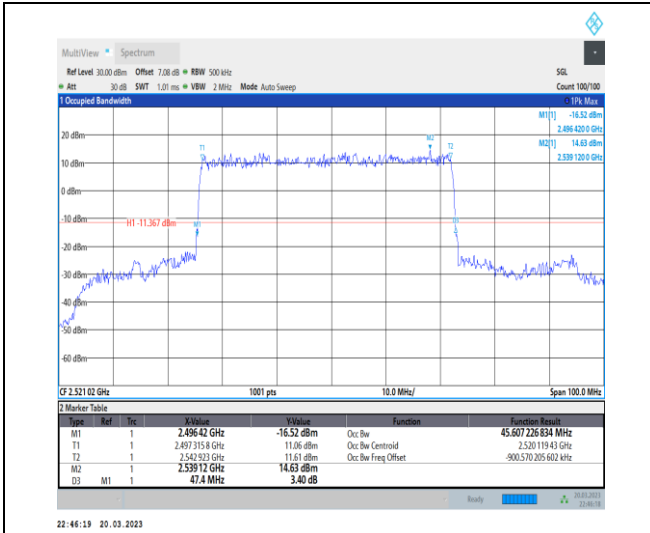 MultiView Spectrum
Ref Level 30.00 dBm Offset 7.08 dB RBW 500 kHz SGL
Att 30 dB SWT 1.01 ms VBW 2 MHz Mode Auto Sweep Count 100/100
1 Occupied Bandwidth 1Pk Max
M1[1] -16.52 dBm
2.496 420 0 GHz
M2[1] 14.63 dBm
2.539 120 0 GHz
20 dBm
M2
T1 T2
10 dBm
0 dBm
-10 dBm
H1 -11.367 dBm M1
-20 dBm
-30 dBm
-40 dBm
-50 dBm
-60 dBm
CF 2.521 02 GHz 1001 pts 10.0 MHz/ Span 100.0 MHz
2 Marker Table
Type Ref Trc X-Value Y-Value Function Function Result
M1 1 2.496 42 GHz -16.52 dBm Occ Bw 45.607 226 834 MHz
T1 1 2.497 315 8 GHz 11.06 dBm Occ Bw Centroid 2.520 119 43 GHz
T2 1 2.542 923 GHz 11.61 dBm Occ Bw Freq Offset -900.570 205 602 kHz
M2 1 2.539 12 GHz 14.63 dBm
D3 M1 1 47.4 MHz 3.40 dB
Ready 20.03.2023
22:46:18
22:46:19 20.03.2023